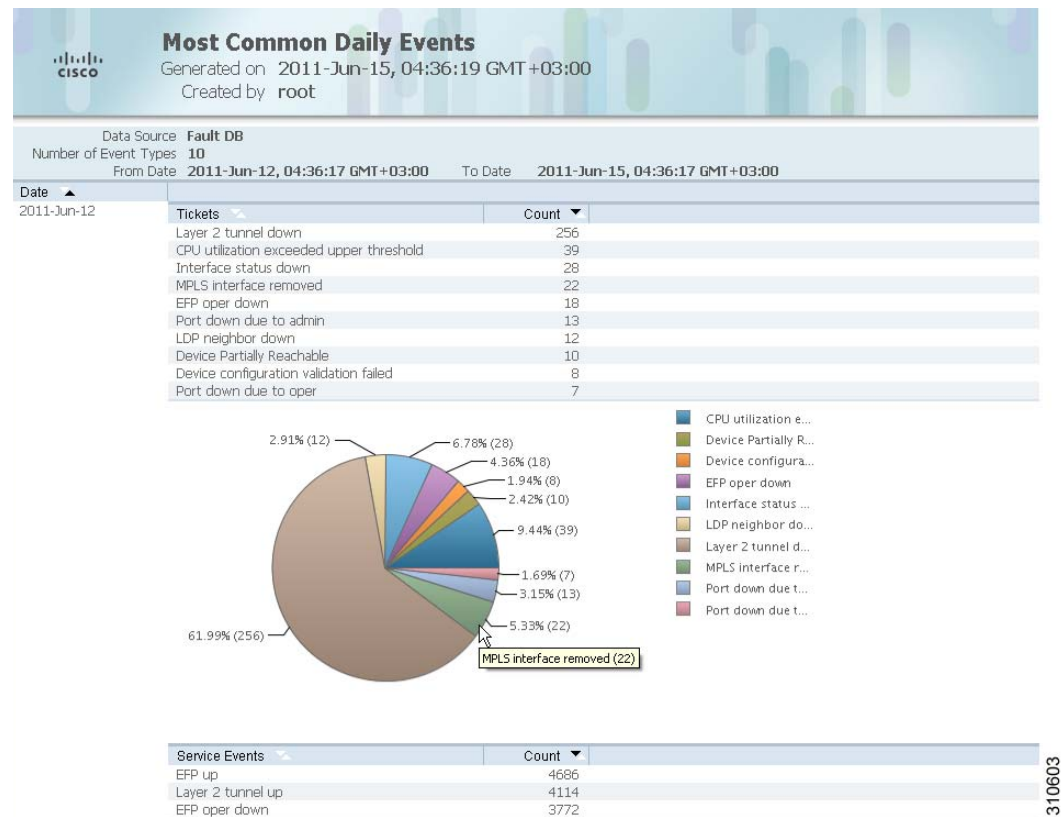 Most Common Daily Events
Generated on 2011-Jun-15, 04:36:19 GMT+03:00
Created by root
CISCO
Data Source Fault DB
Number of Event Types 10
From Date 2011-Jun-12, 04:36:17 GMT+03:00 To Date 2011-Jun-15, 04:36:17 GMT+03:00
Date
2011-Jun-12
Tickets Count
Layer 2 tunnel down 256
CPU utilization exceeded upper threshold 39
Interface status down 28
MPLS interface removed 22
EFP oper down 18
Port down due to admin 13
LDP neighbor down 12
Device Partially Reachable 10
Device configuration validation failed 8
Port down due to oper 7
2.91% (12)
6.78% (28)
4.36% (18)
1.94% (8)
2.42% (10)
9.44% (39)
1.69% (7)
3.15% (13)
5.33% (22)
61.99% (256)
MPLS interface removed (22)
CPU utilization e...
Device Partially R...
Device configura...
EFP oper down
Interface status ...
LDP neighbor do...
Layer 2 tunnel d...
MPLS interface r...
Port down due t...
Port down due t...
Service Events Count
EFP up 4686
Layer 2 tunnel up 4114
EFP oper down 3772
310603